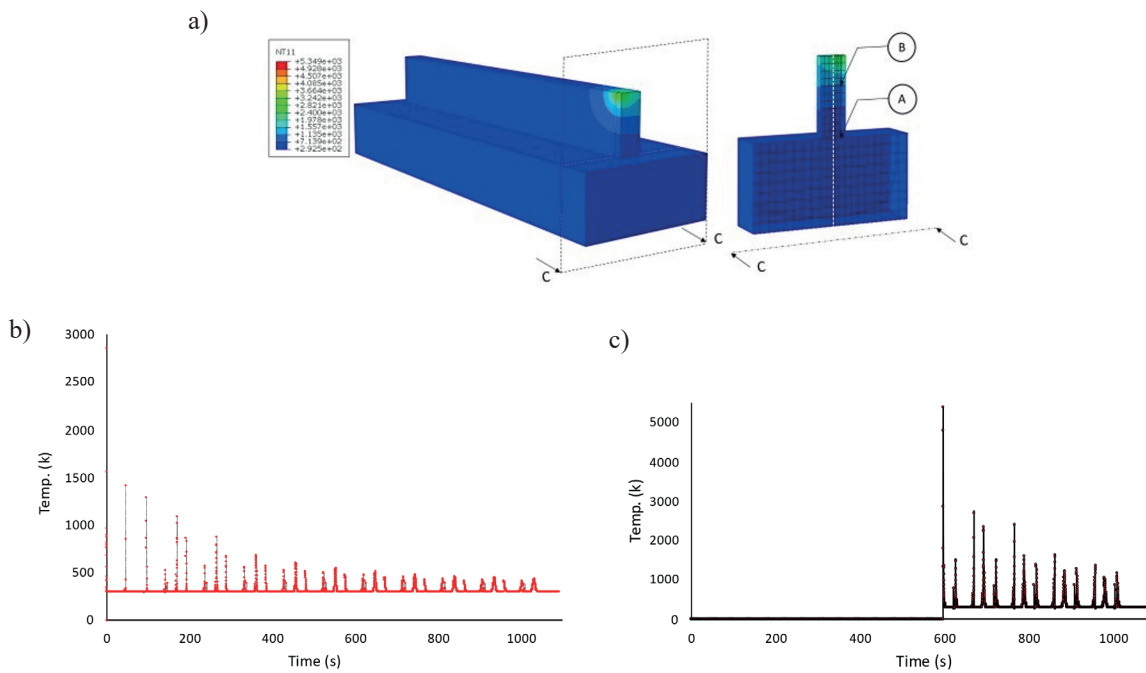 a)
NT11
+5.349e+03
+4.928e+03
+4.507e+03
+4.085e+03
+3.664e+03
+3.242e+03
+2.821e+03
+2.400e+03
+1.978e+03
+1.557e+03
+1.135e+03
+7.139e+02
+2.925e+02
B
A
C
C
C
C
b)
3000
2500
2000
1500
1000
500
0
Temp. (k)
0 200 400 600 800 1000
Time (s)
c)
5000
4000
3000
2000
1000
0
Temp. (k)
0 200 400 600 800 1000
Time (s)